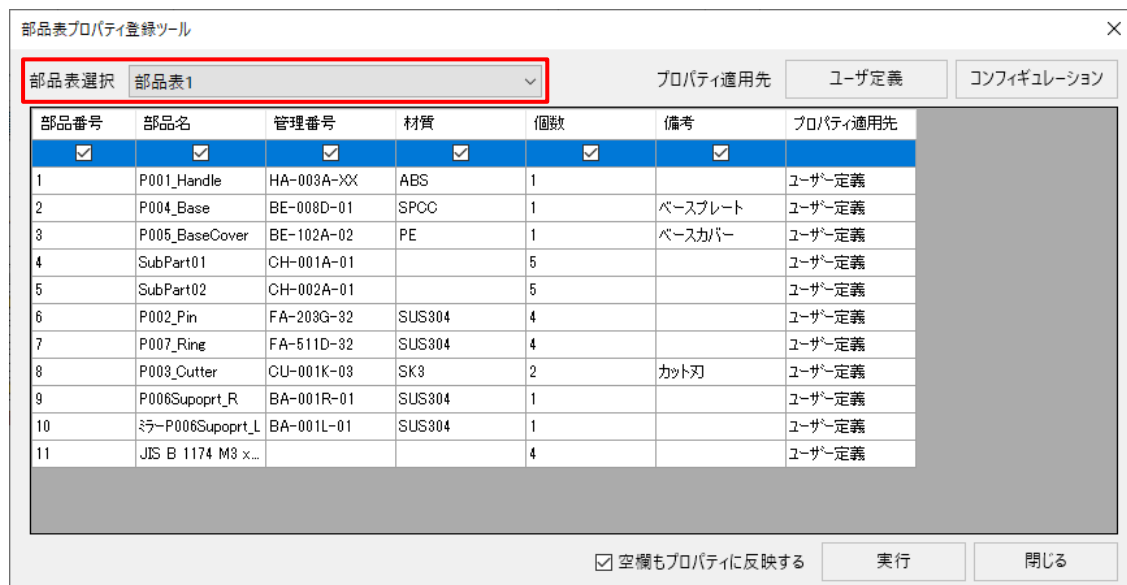 部品表プロパティ登録ツール
部品表選択 部品表1 プロパティ適用先 ユーザ定義 コンフィギュレーション
部品番号 部品名 管理番号 材質 個数 備考 プロパティ適用先
1 P001_Handle HA-003A-XX ABS 1 ユーザー定義
2 P004_Base BE-008D-01 SPCC 1 ベースプレート ユーザー定義
3 P005_BaseCover BE-102A-02 PE 1 ベースカバー ユーザー定義
4 SubPart01 CH-001A-01 5 ユーザー定義
5 SubPart02 CH-002A-01 5 ユーザー定義
6 P002_Pin FA-203G-32 SUS304 4 ユーザー定義
7 P007_Ring FA-511D-32 SUS304 4 ユーザー定義
8 P003_Cutter CU-001K-03 SK3 2 カット刃 ユーザー定義
9 P006Supoprt_R BA-001R-01 SUS304 1 ユーザー定義
10 ミラーP006Supoprt_L BA-001L-01 SUS304 1 ユーザー定義
11 JIS B 1174 M3 x... 4 ユーザー定義
空欄もプロパティに反映する 実行 閉じる